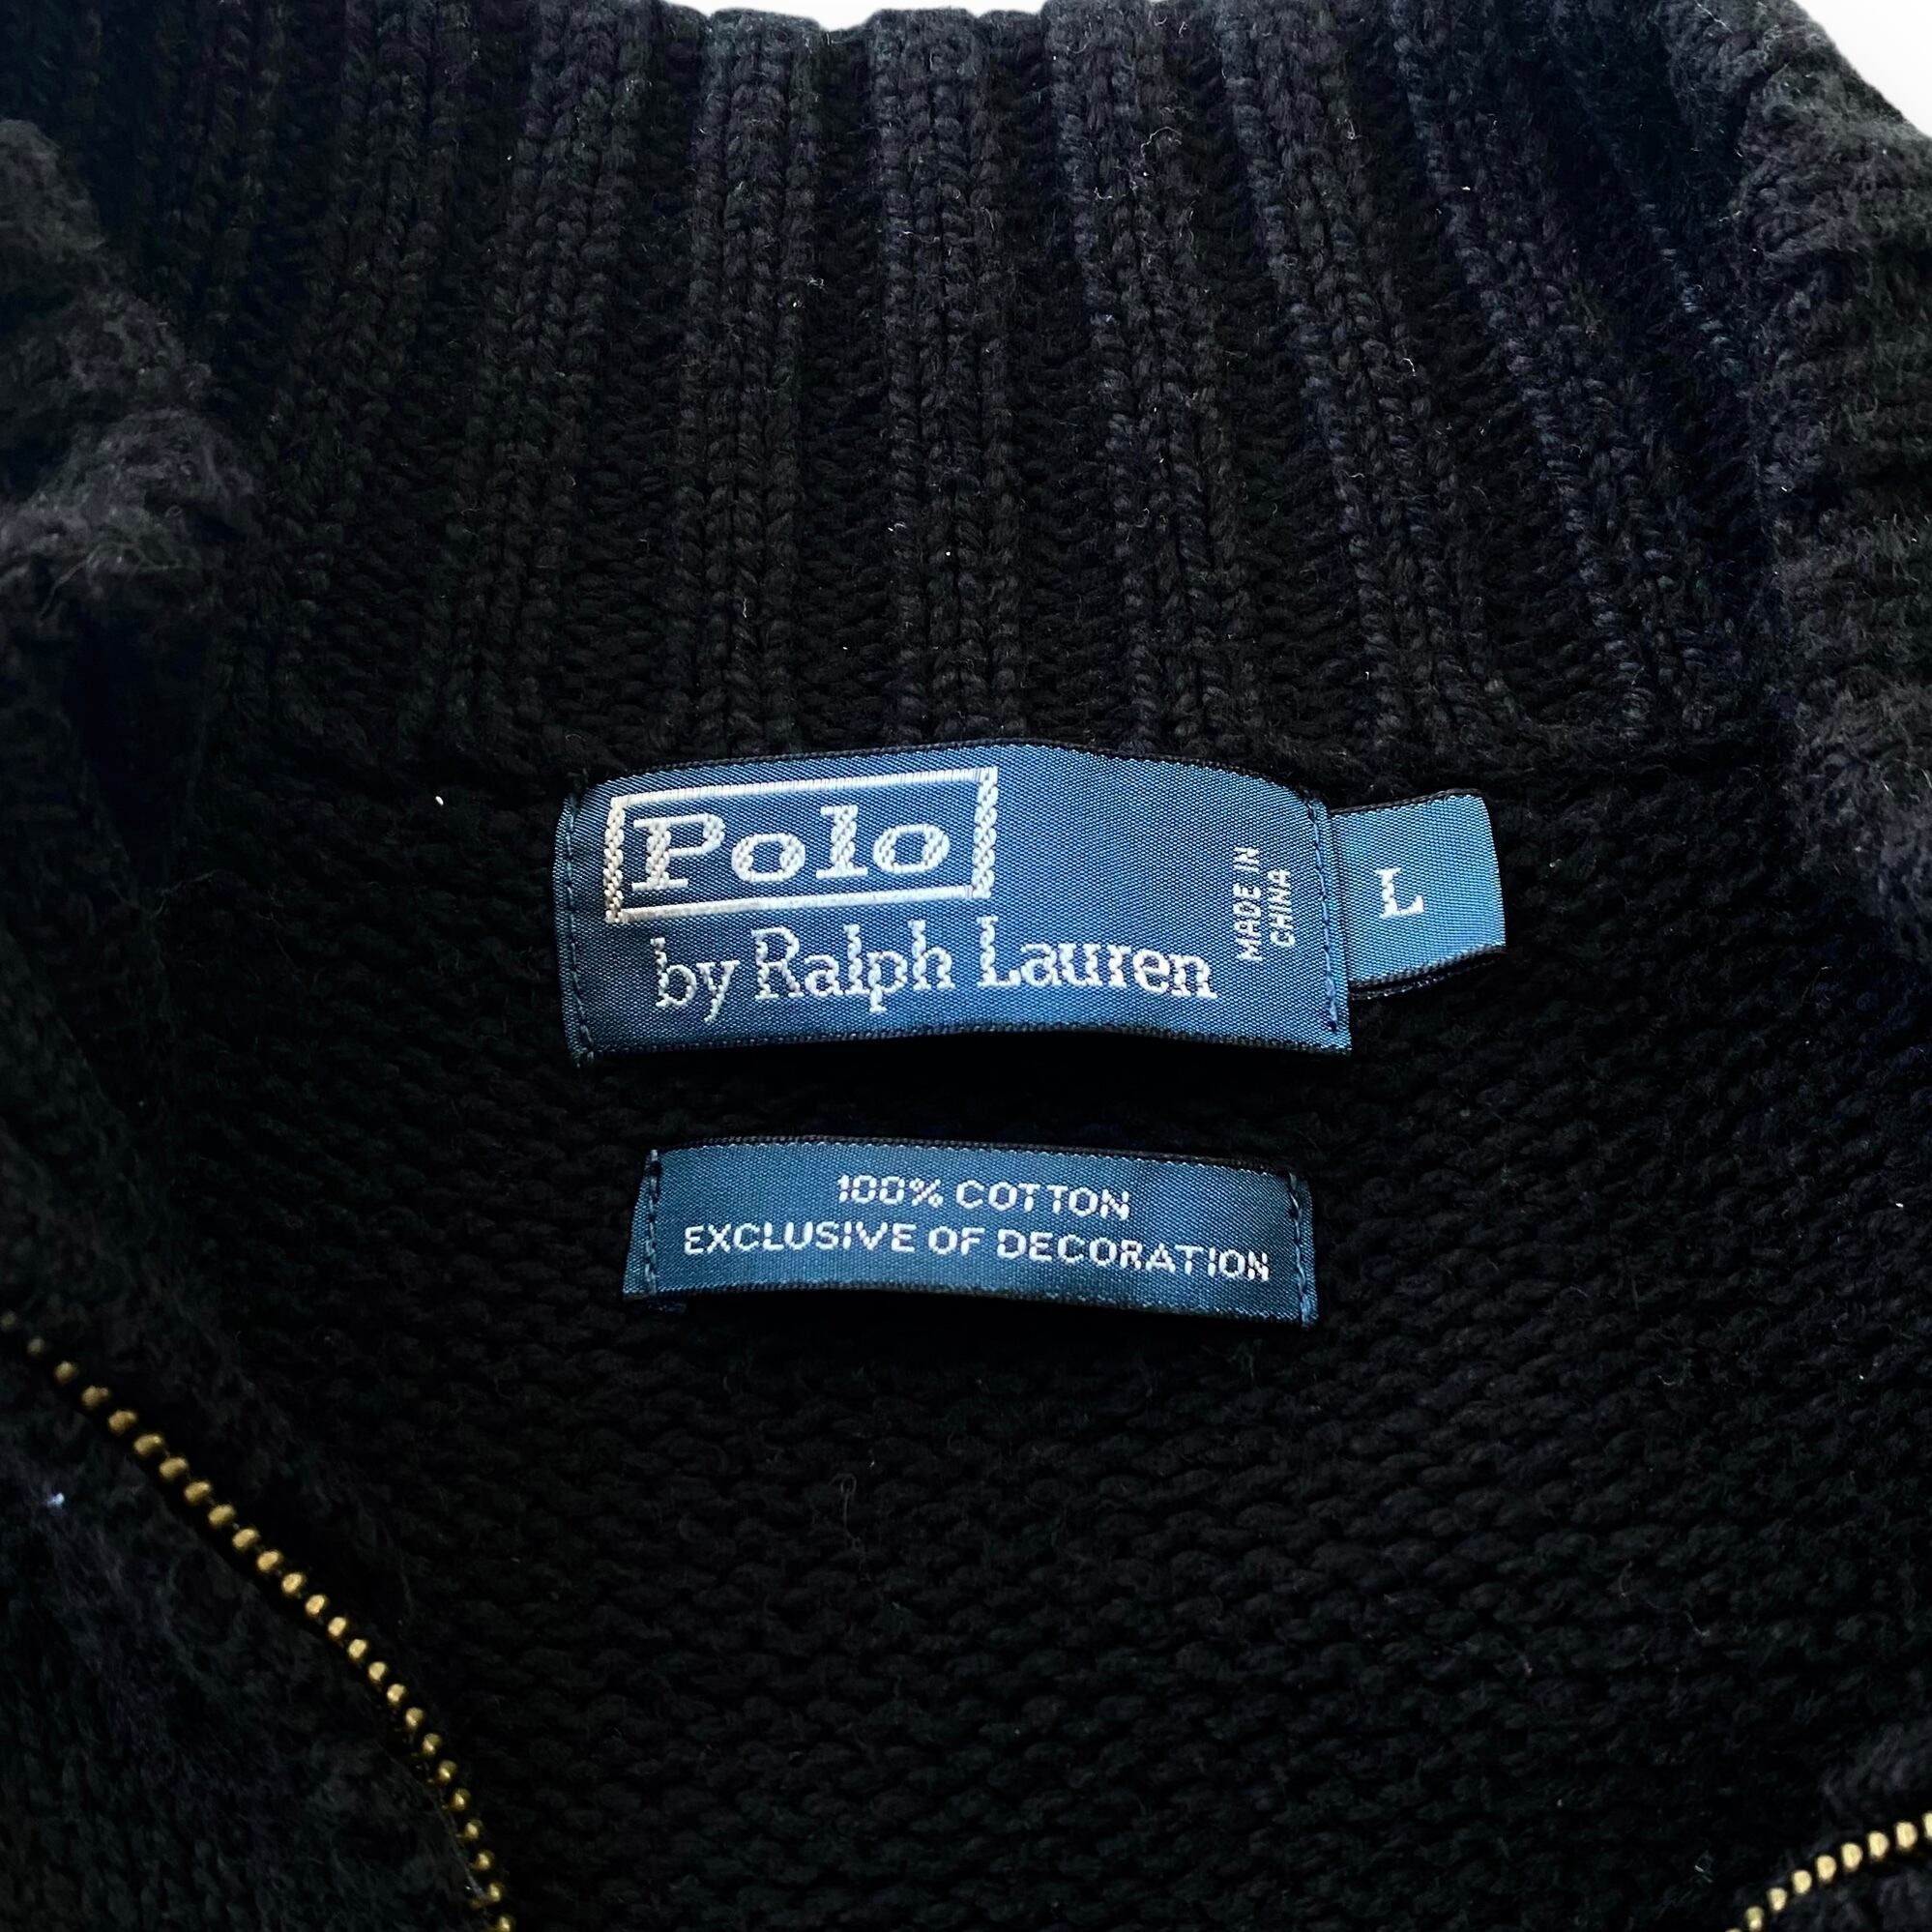 Polo
by Ralph Lauren
MADE IN
CHINA
L
100% COTTON
EXCLUSIVE OF DECORATION